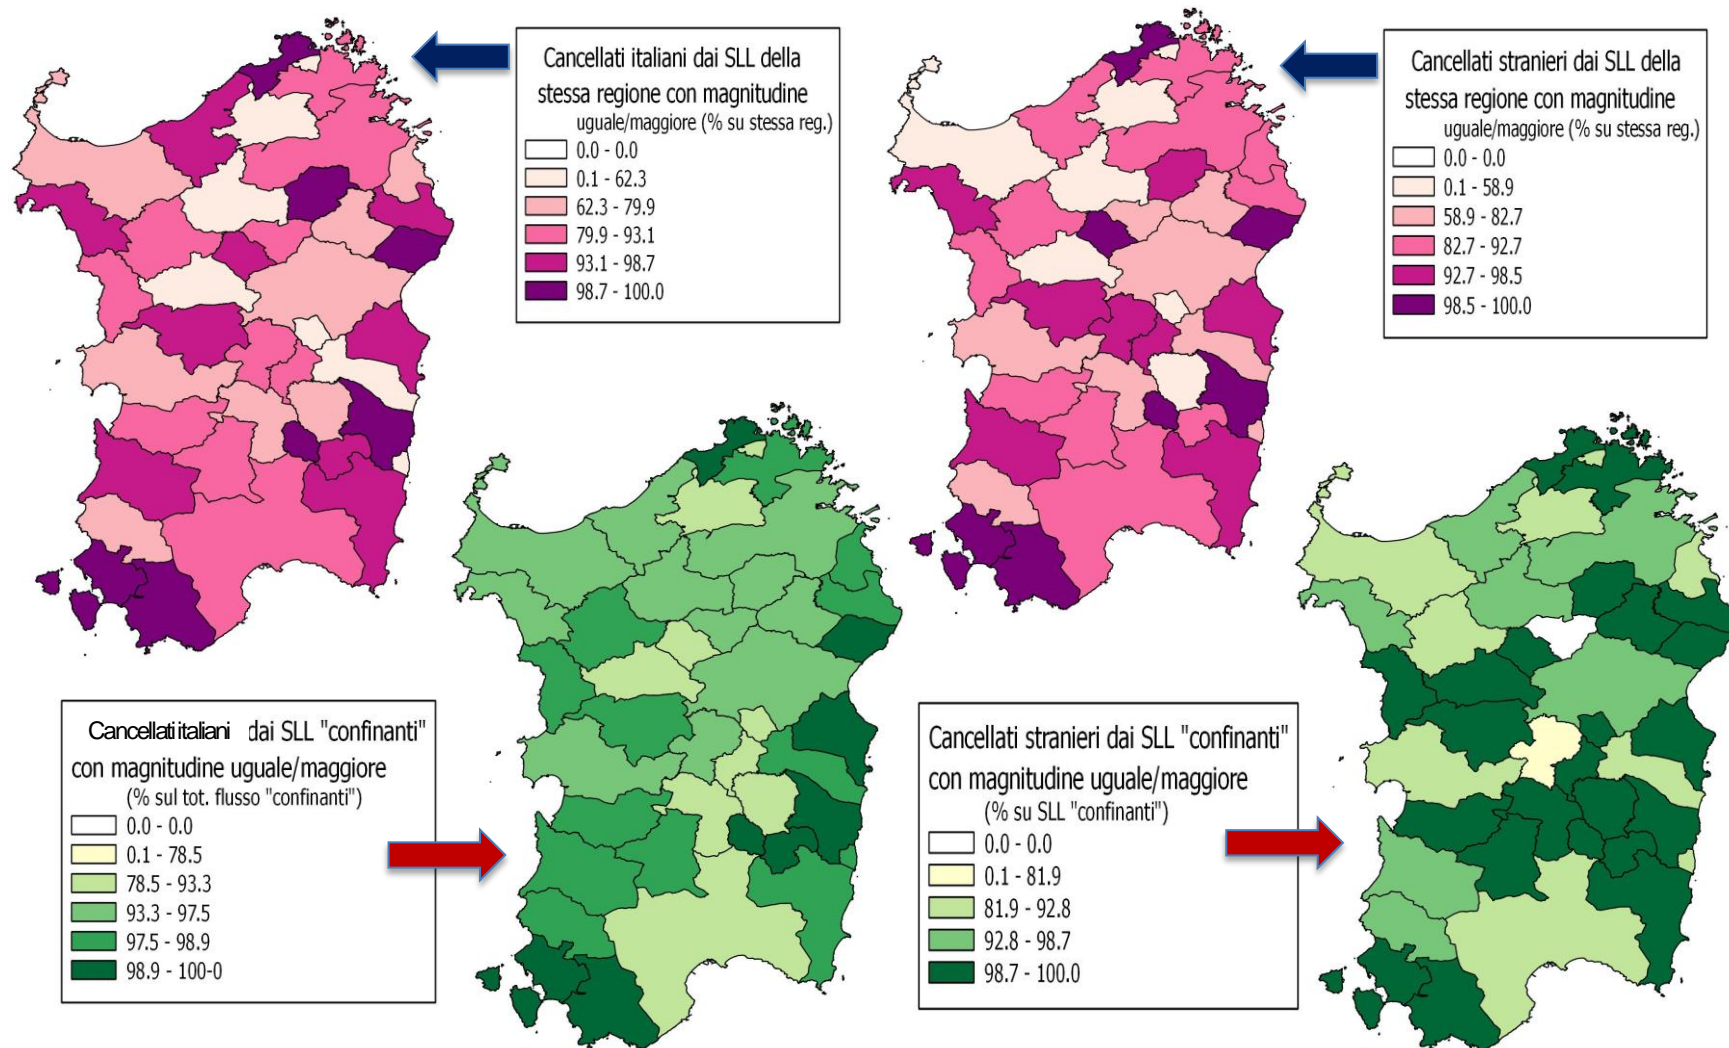 Cancellati italiani dai SLL della
stessa regione con magnitudine
uguale/maggiore (% su stessa reg.)
0.0 - 0.0
0.1 - 62.3
62.3 - 79.9
79.9 - 93.1
93.1 - 98.7
98.7 - 100.0
Cancellati stranieri dai SLL della
stessa regione con magnitudine
uguale/maggiore (% su stessa reg.)
0.0 - 0.0
0.1 - 58.9
58.9 - 82.7
82.7 - 92.7
92.7 - 98.5
98.5 - 100.0
Cancellati italiani dai SLL "confinanti"
con magnitudine uguale/maggiore
(% sul tot. flusso "confinanti")
0.0 - 0.0
0.1 - 78.5
78.5 - 93.3
93.3 - 97.5
97.5 - 98.9
98.9 - 100-0
Cancellati stranieri dai SLL "confinanti"
con magnitudine uguale/maggiore
(% su SLL "confinanti")
0.0 - 0.0
0.1 - 81.9
81.9 - 92.8
92.8 - 98.7
98.7 - 100.0